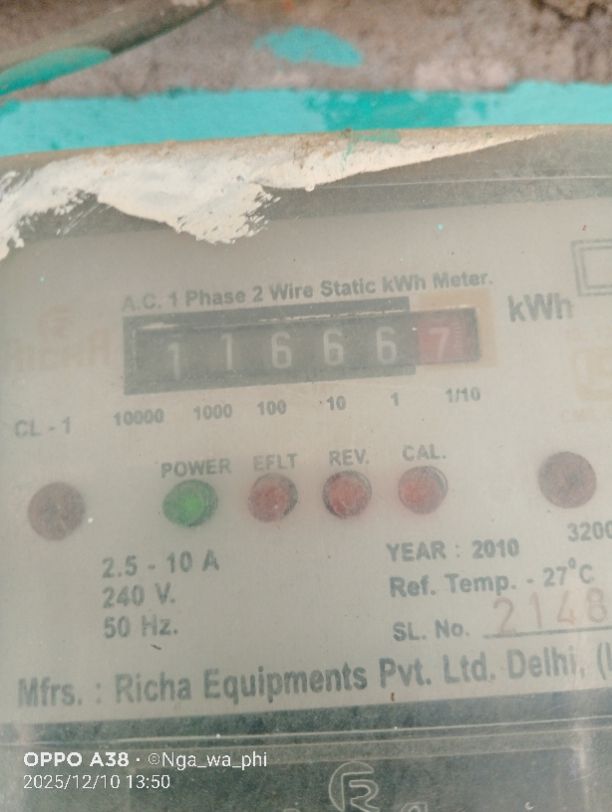 A.C. 1 Phase 2 Wire Static kWh Meter.
1 1 6 6 6 7 kWh
CL - 1 10000 1000 100 10 1 1/10
POWER EFLT REV. CAL.
3200
2.5 - 10 A
240 V.
50 Hz.
YEAR : 2010
Ref. Temp. - 27°C
SL. No. 2148
Mfrs. : Richa Equipments Pvt. Ltd. Delhi, (I
OPPO A38 · ©Nga_wa_phi
2025/12/10 13:50